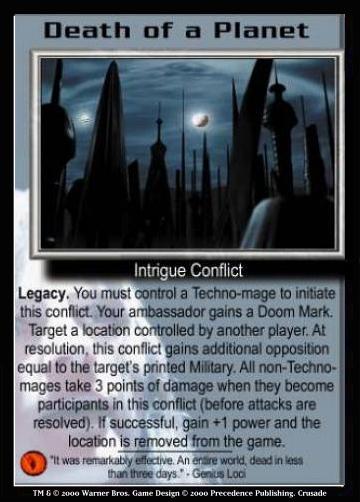 Death of a Planet
Intrigue Conflict
Legacy. You must control a Techno-mage to initiate
this conflict. Your ambassador gains a Doom Mark.
Target a location controlled by another player. At
resolution, this conflict gains additional opposition
equal to the target's printed Military. All non-Techno-
mages take 3 points of damage when they become
participants in this conflict (before attacks are
resolved). If successful, gain +1 power and the
location is removed from the game.
"It was remarkably effective. An entire world, dead in less
than three days." - Genius Loci
TM & © 2000 Warner Bros. Game Design © 2000 Precedence Publishing. Crusade